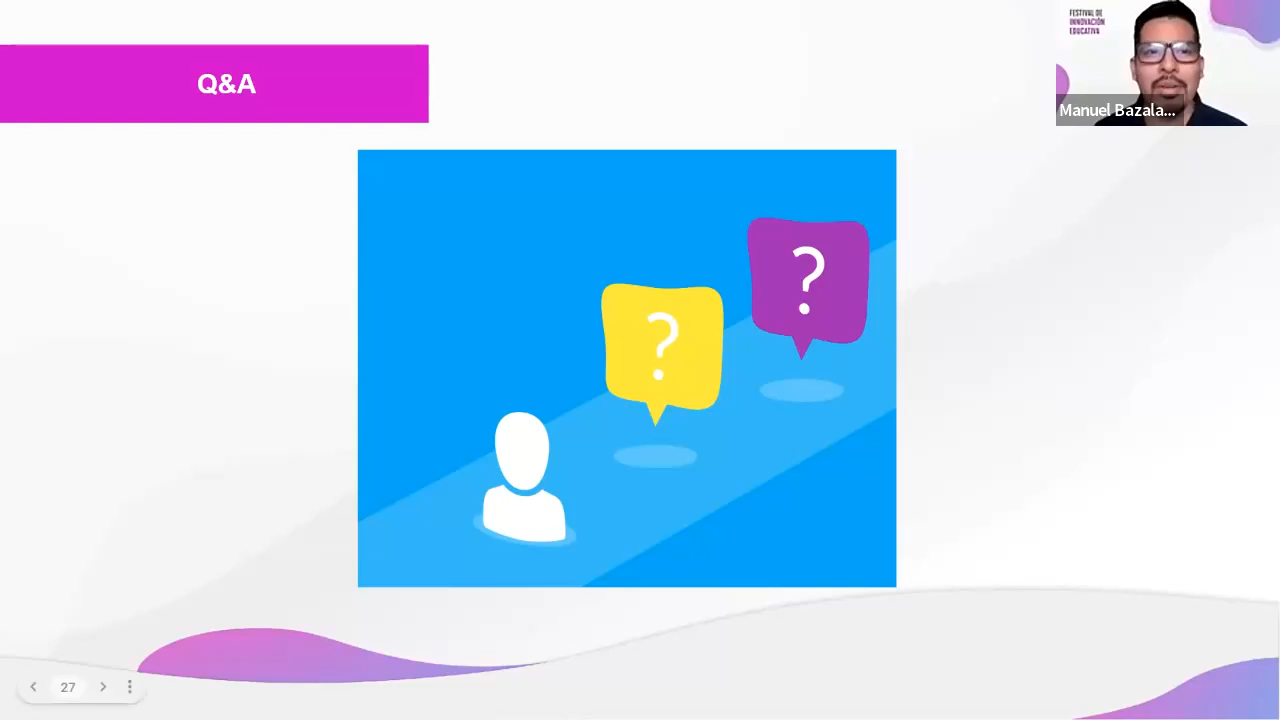 Q&A
FESTIVAL DE
INNOVACIÓN
EDUCATIVA
Manuel Bazala...
?
?
27